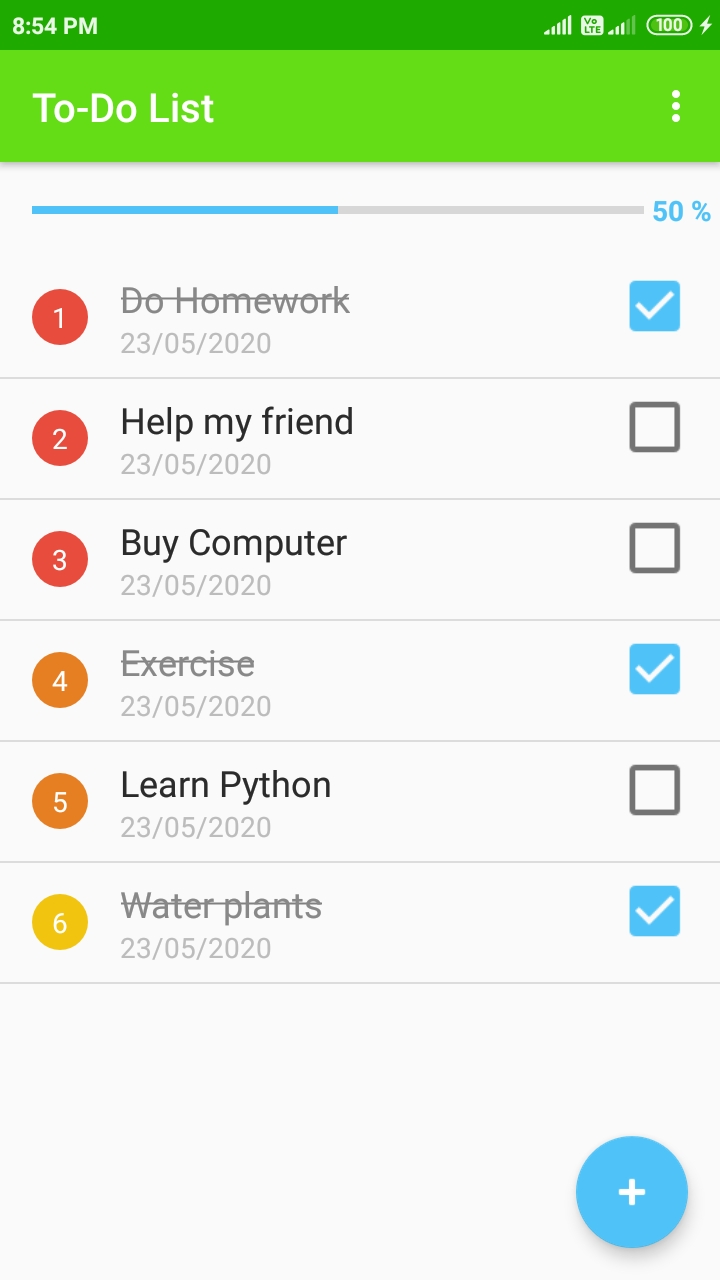 8:54 PM
Vo
LTE
100
To-Do List
50 %
1
Do Homework
23/05/2020
2
Help my friend
23/05/2020
3
Buy Computer
23/05/2020
4
Exercise
23/05/2020
5
Learn Python
23/05/2020
6
Water plants
23/05/2020
+